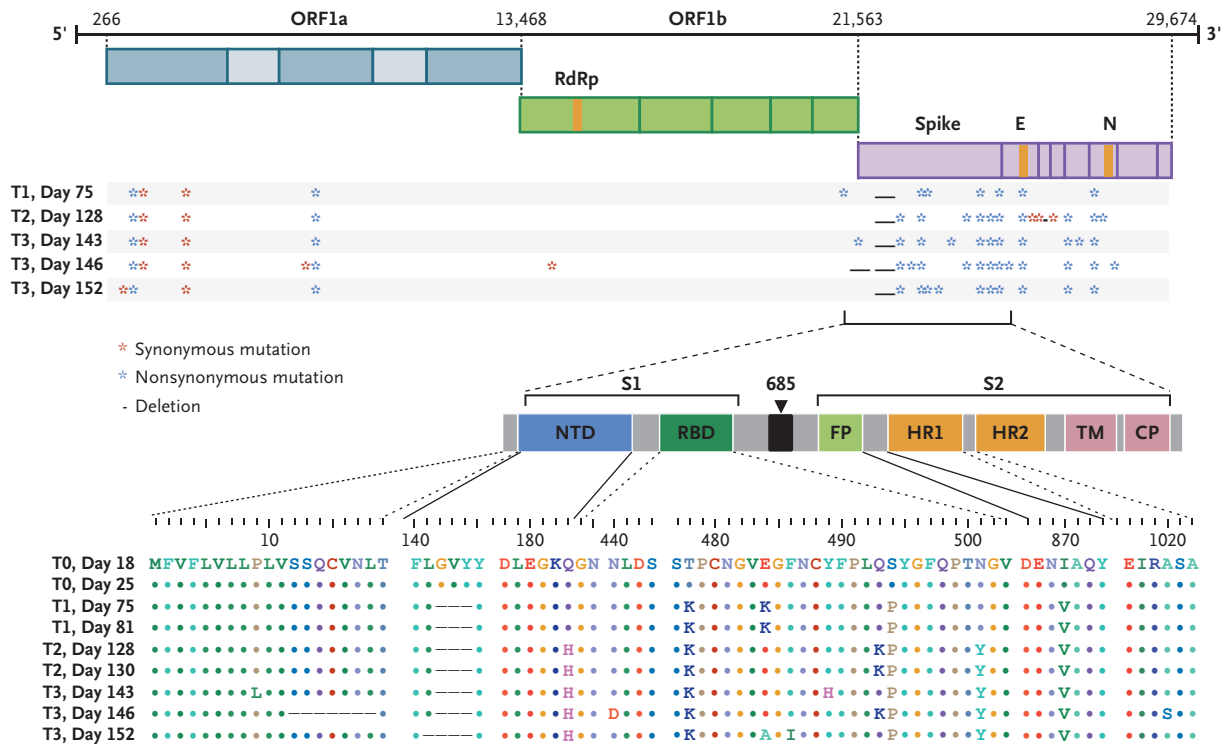 266 ORF1a 13,468 ORF1b 21,563 29,674
5' 3'
RdRp
Spike E N
T1, Day 75
T2, Day 128
T3, Day 143
T3, Day 146
T3, Day 152
* Synonymous mutation
* Nonsynonymous mutation
- Deletion
S1 685 S2
NTD RBD FP HR1 HR2 TM CP
10 140 180 440 480 490 500 870 1020
T0, Day 18 MFVFLVLLPLVSSQCVNLT FLGVYY DLEGKQGN NLDS STPCNGVEGFNCYFPLQSYGFQPTNGV DENIAQY EIRASA
T0, Day 25
T1, Day 75 --- K K P V
T1, Day 81 --- K K P V
T2, Day 128 --- H K KP Y V
T2, Day 130 --- H K KP Y V
T3, Day 143 L --- H K H P Y V
T3, Day 146 ------- --- H D K KP Y V S
T3, Day 152 ---- H K A I P Y V